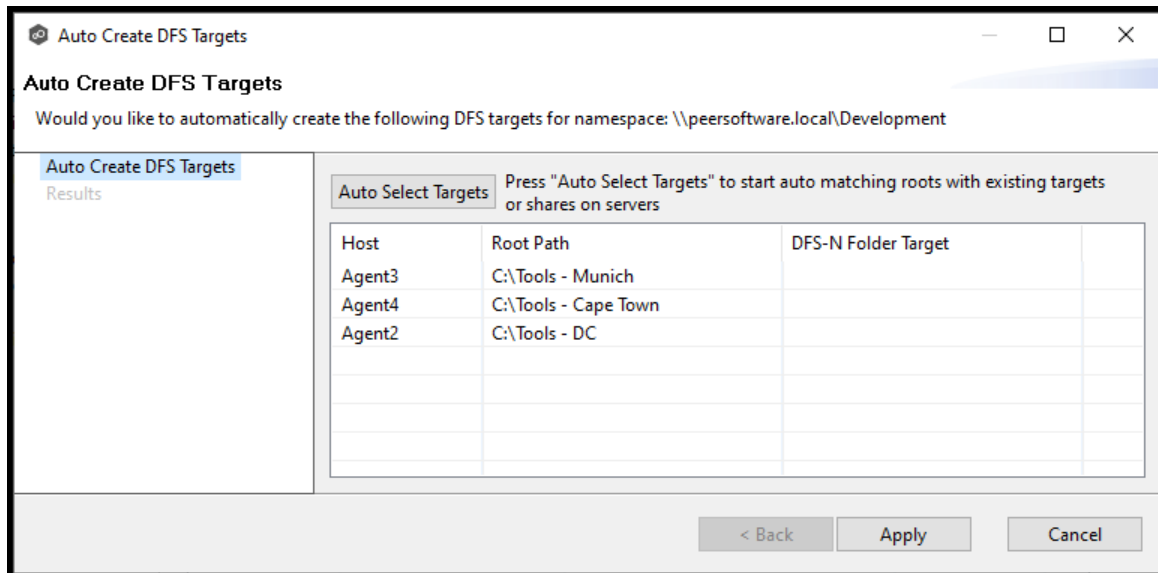 Auto Create DFS Targets
Auto Create DFS Targets
Would you like to automatically create the following DFS targets for namespace: \\peersoftware.local\Development
Auto Create DFS Targets
Results
Auto Select Targets
Press "Auto Select Targets" to start auto matching roots with existing targets
or shares on servers
Host Root Path DFS-N Folder Target
Agent3 C:\Tools - Munich
Agent4 C:\Tools - Cape Town
Agent2 C:\Tools - DC
< Back Apply Cancel